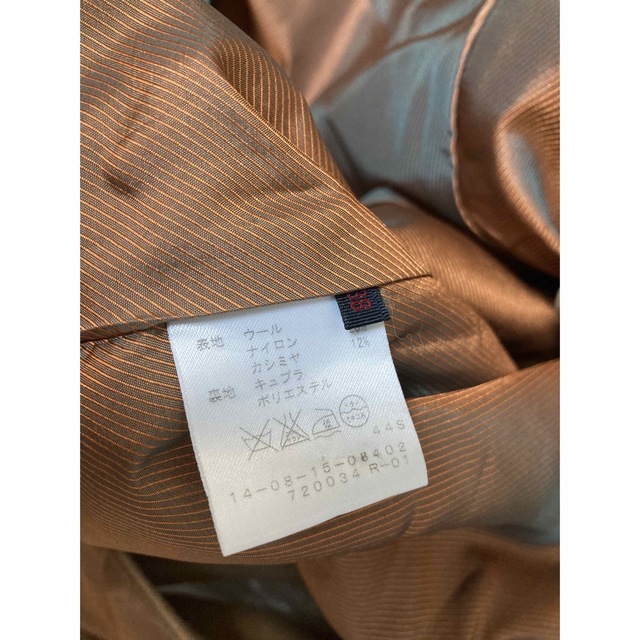 表地 ウール
ナイロン
カシミヤ 12%
裏地 キュプラ
ポリエステル
44S
14-08-15-08402
720034 R-01